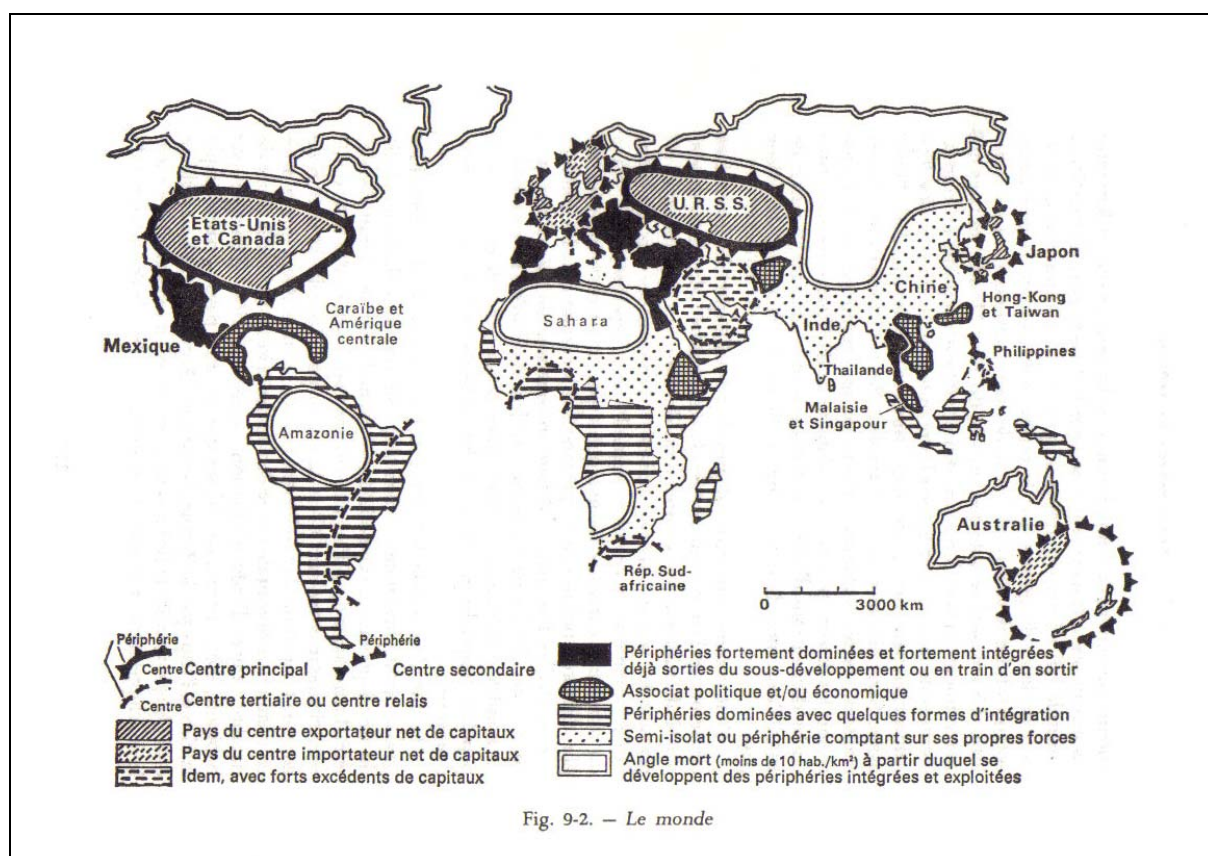 Etats-Unis
et Canada
U.R.S.S.
Japon
Chine
Hong-Kong
et Taiwan
Caraïbe et
Amérique
centrale
Sahara
Inde
Mexique
Philippines
Thailande
Malaisie
et Singapour
Amazonie
Australie
Rép. Sud-
africaine
0 3000 km
Périphérie
Centre Centre principal
Périphérie
Centre secondaire
Centre Centre tertiaire ou centre relais
Pays du centre exportateur net de capitaux
Pays du centre importateur net de capitaux
Idem, avec forts excédents de capitaux
Périphéries fortement dominées et fortement intégrées
déjà sorties du sous-développement ou en train d'en sortir
Associat politique et/ou économique
Périphéries dominées avec quelques formes d'intégration
Semi-isolat ou périphérie comptant sur ses propres forces
Angle mort (moins de 10 hab./km²) à partir duquel se
développent des périphéries intégrées et exploitées
Fig. 9-2. — Le monde